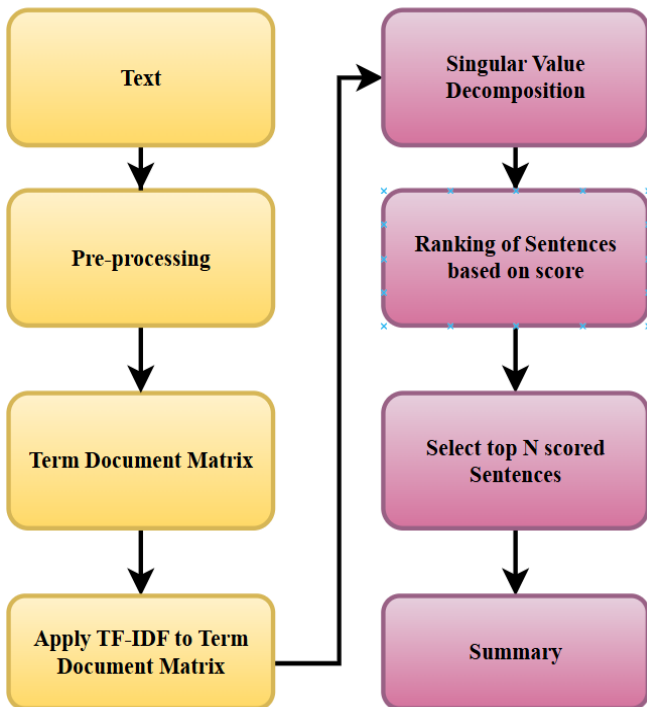 Text
Pre-processing
Term Document Matrix
Apply TF-IDF to Term
Document Matrix
Singular Value
Decomposition
Ranking of Sentences
based on score
Select top N scored
Sentences
Summary